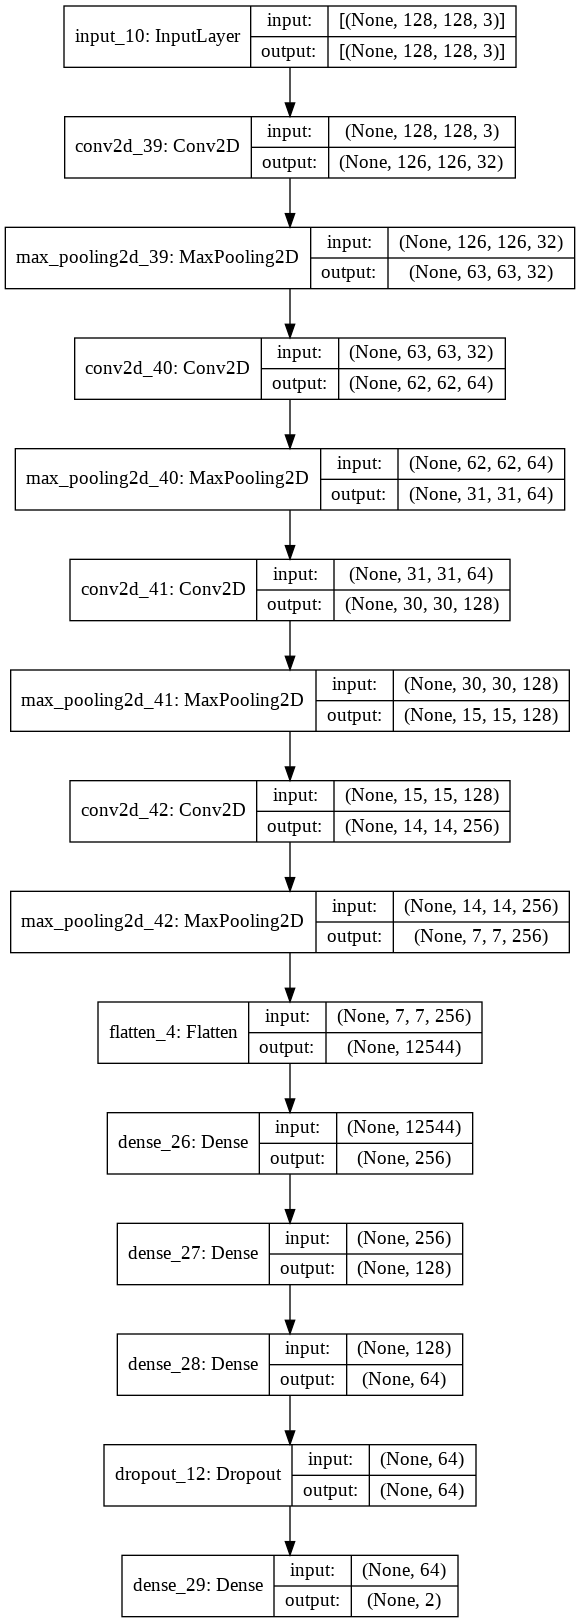 input_10: InputLayer
input: [(None, 128, 128, 3)]
output: [(None, 128, 128, 3)]
conv2d_39: Conv2D
input: (None, 128, 128, 3)
output: (None, 126, 126, 32)
max_pooling2d_39: MaxPooling2D
input: (None, 126, 126, 32)
output: (None, 63, 63, 32)
conv2d_40: Conv2D
input: (None, 63, 63, 32)
output: (None, 62, 62, 64)
max_pooling2d_40: MaxPooling2D
input: (None, 62, 62, 64)
output: (None, 31, 31, 64)
conv2d_41: Conv2D
input: (None, 31, 31, 64)
output: (None, 30, 30, 128)
max_pooling2d_41: MaxPooling2D
input: (None, 30, 30, 128)
output: (None, 15, 15, 128)
conv2d_42: Conv2D
input: (None, 15, 15, 128)
output: (None, 14, 14, 256)
max_pooling2d_42: MaxPooling2D
input: (None, 14, 14, 256)
output: (None, 7, 7, 256)
flatten_4: Flatten
input: (None, 7, 7, 256)
output: (None, 12544)
dense_26: Dense
input: (None, 12544)
output: (None, 256)
dense_27: Dense
input: (None, 256)
output: (None, 128)
dense_28: Dense
input: (None, 128)
output: (None, 64)
dropout_12: Dropout
input: (None, 64)
output: (None, 64)
dense_29: Dense
input: (None, 64)
output: (None, 2)